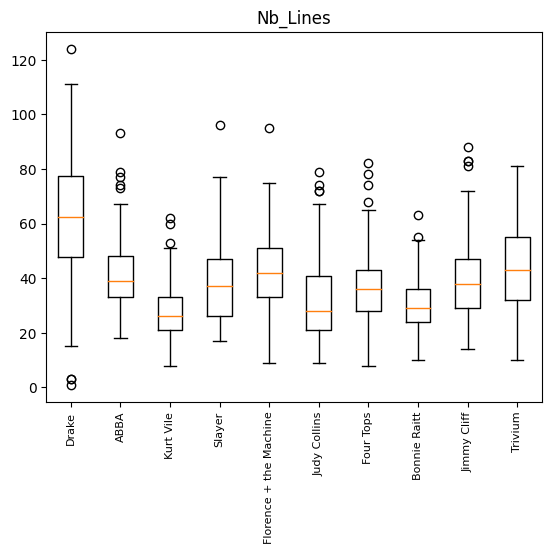 Nb_Lines
120
100
80
60
40
20
0
Drake
ABBA
Kurt Vile
Slayer
Florence + the Machine
Judy Collins
Four Tops
Bonnie Raitt
Jimmy Cliff
Trivium